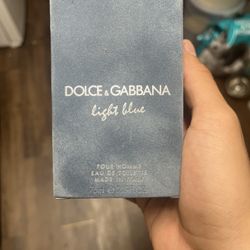 DOLCE & GABBANA
light blue
POUR HOMME
EAU DE TOILETTE
MADE IN ITALY